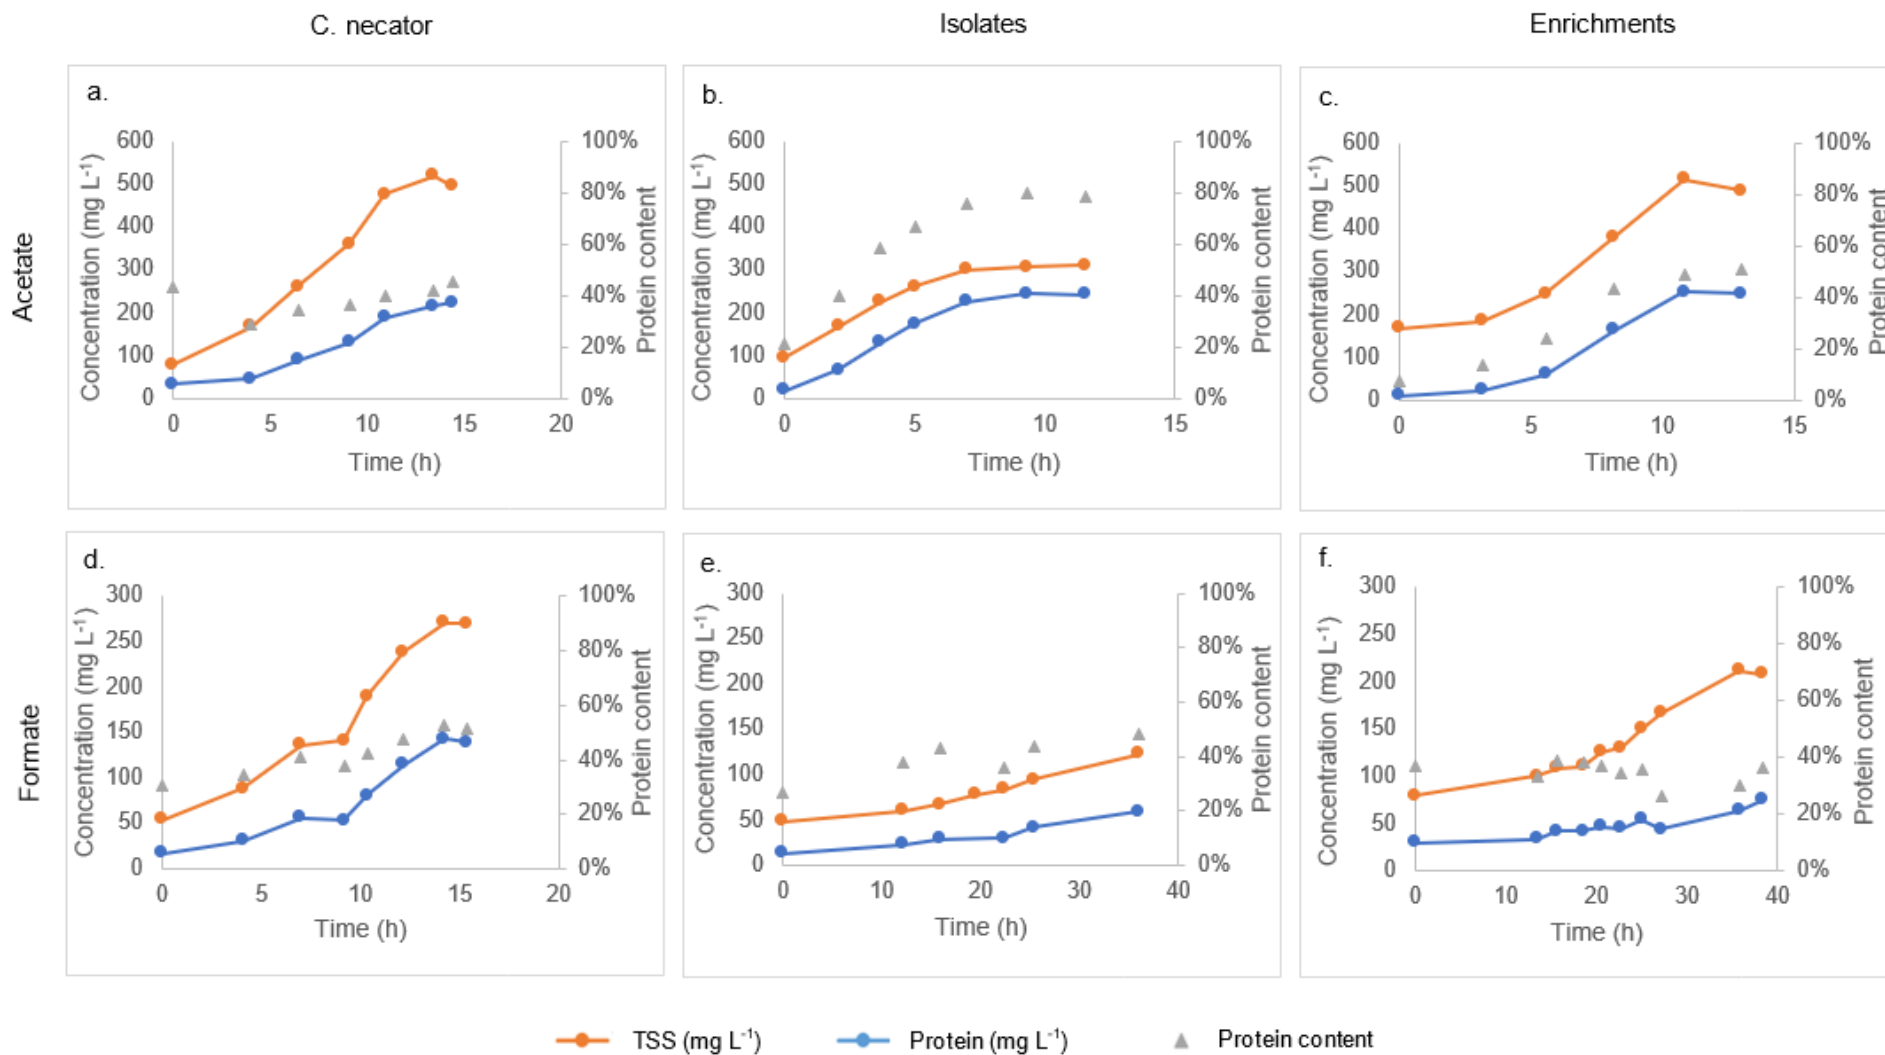 C. necator
Isolates
Enrichments
Acetate
Formate
a.
600
500
400
300
200
100
0
100%
80%
60%
40%
20%
0%
0 5 10 15 20
Concentration (mg L⁻¹)
Protein content
Time (h)
b.
600
500
400
300
200
100
0
100%
80%
60%
40%
20%
0%
0 5 10 15
Concentration (mg L⁻¹)
Protein content
Time (h)
c.
600
500
400
300
200
100
0
100%
80%
60%
40%
20%
0%
0 5 10 15
Concentration (mg L⁻¹)
Protein content
Time (h)
d.
300
250
200
150
100
50
0
100%
80%
60%
40%
20%
0%
0 5 10 15 20
Concentration (mg L⁻¹)
Protein content
Time (h)
e.
300
250
200
150
100
50
0
100%
80%
60%
40%
20%
0%
0 10 20 30 40
Concentration (mg L⁻¹)
Protein content
Time (h)
f.
300
250
200
150
100
50
0
100%
80%
60%
40%
20%
0%
0 10 20 30 40
Concentration (mg L⁻¹)
Protein content
Time (h)
TSS (mg L⁻¹) Protein (mg L⁻¹) Protein content